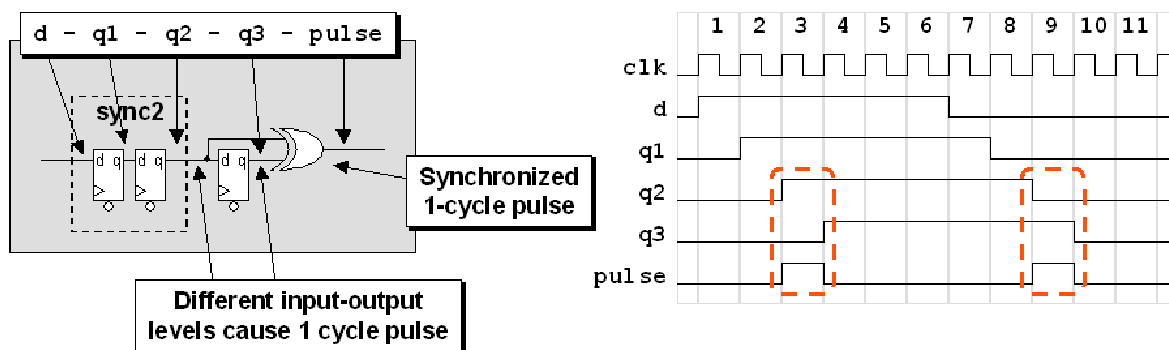 d - q1 - q2 - q3 - pulse
sync2
d q
d q
d q
Synchronized
1-cycle pulse
Different input-output
levels cause 1 cycle pulse
1 2 3 4 5 6 7 8 9 10 11
clk
d
q1
q2
q3
pulse